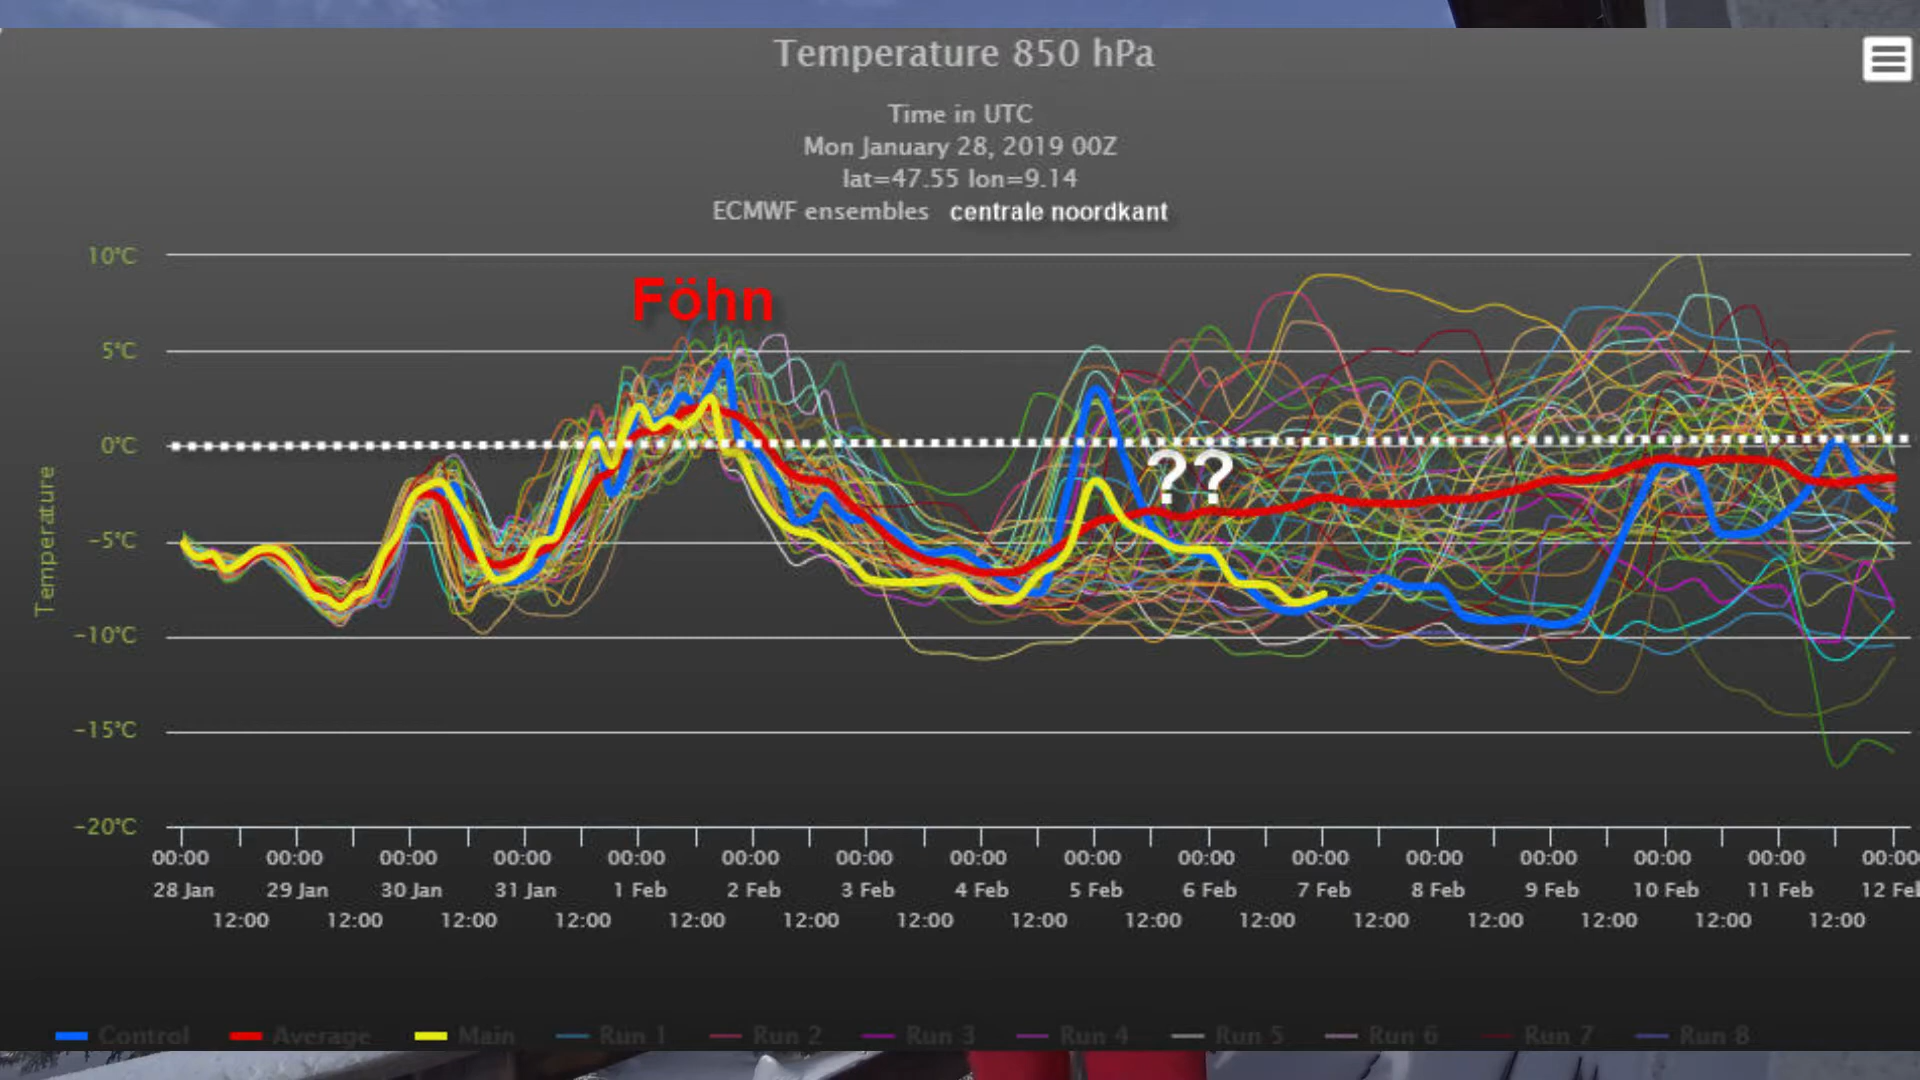 Temperature 850 hPa
Time in UTC
Mon January 28, 2019 00Z
lat=47.55 lon=9.14
ECMWF ensembles centrale noordkant
Föhn
??
Temperature
10°C
5°C
0°C
-5°C
-10°C
-15°C
-20°C
00:00 00:00 00:00 00:00 00:00 00:00 00:00 00:00 00:00 00:00 00:00 00:00 00:00 00:00 00:00 00:00
28 Jan 29 Jan 30 Jan 31 Jan 1 Feb 2 Feb 3 Feb 4 Feb 5 Feb 6 Feb 7 Feb 8 Feb 9 Feb 10 Feb 11 Feb 12 Feb
12:00 12:00 12:00 12:00 12:00 12:00 12:00 12:00 12:00 12:00 12:00 12:00 12:00 12:00 12:00
Control Average Main Run 1 Run 2 Run 3 Run 4 Run 5 Run 6 Run 7 Run 8